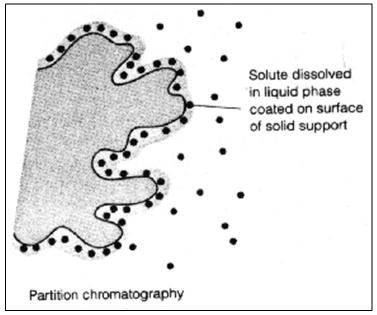 Solute dissolved
in liquid phase
coated on surface
of solid support
Partition chromatography